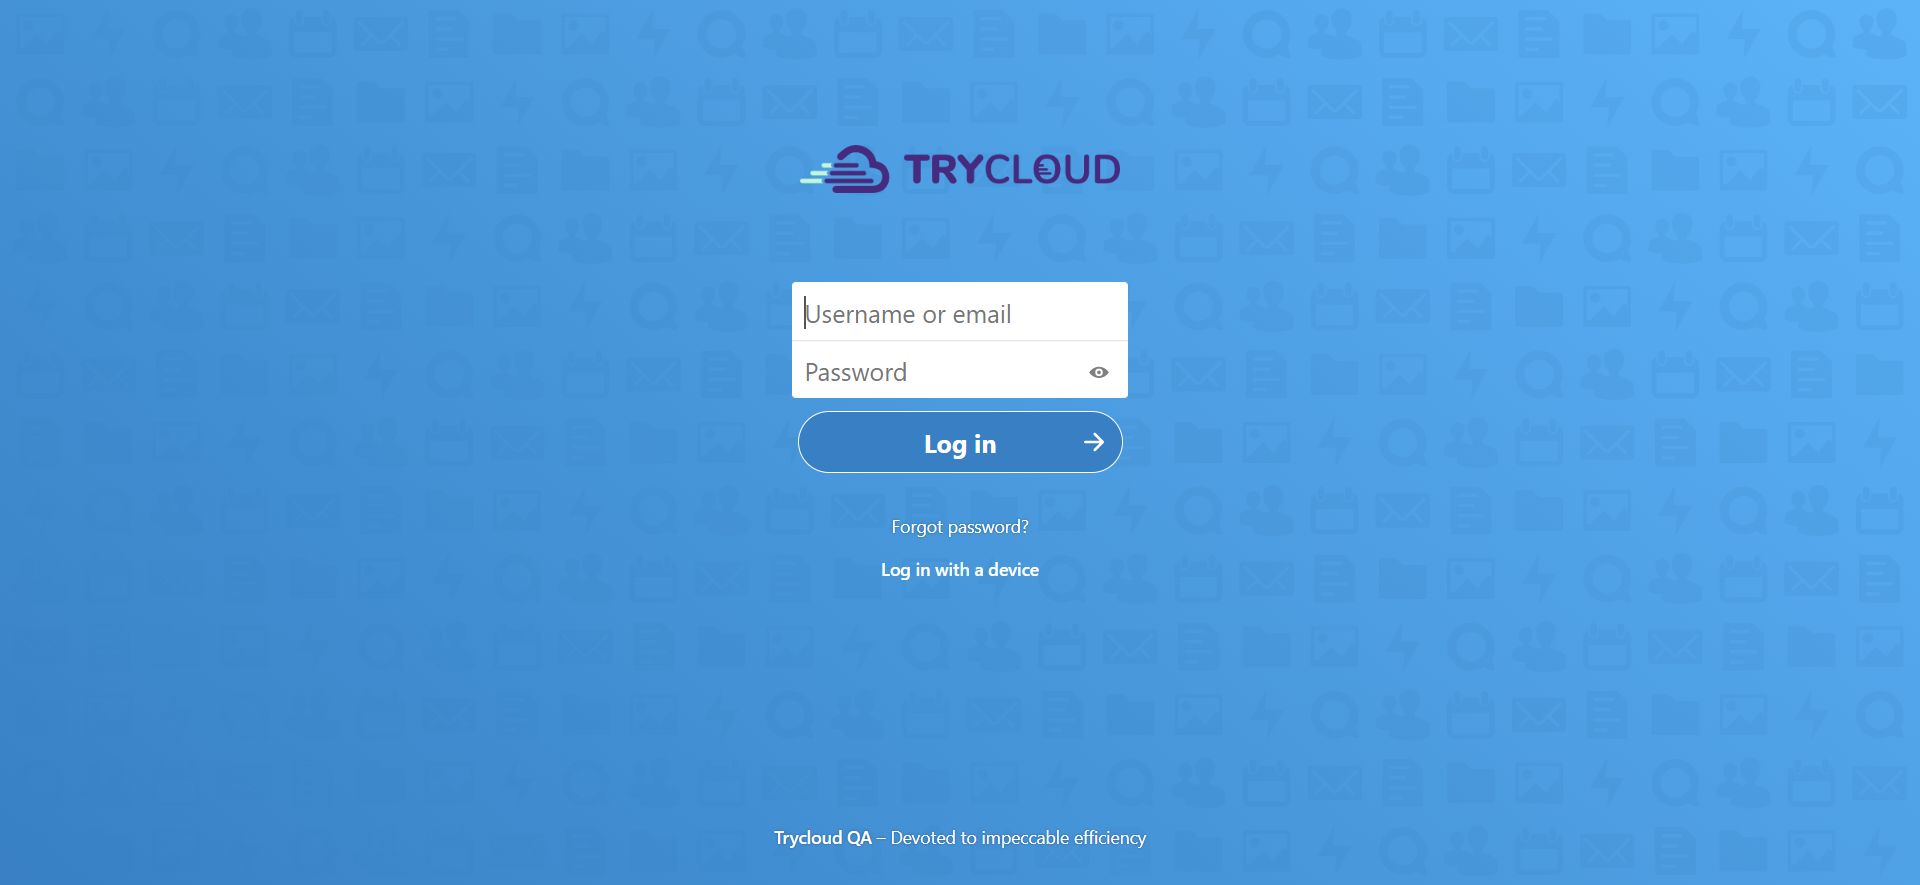 TRYCLOUD
Username or email
Password
Log in
Forgot password?
Log in with a device
Trycloud QA – Devoted to impeccable efficiency